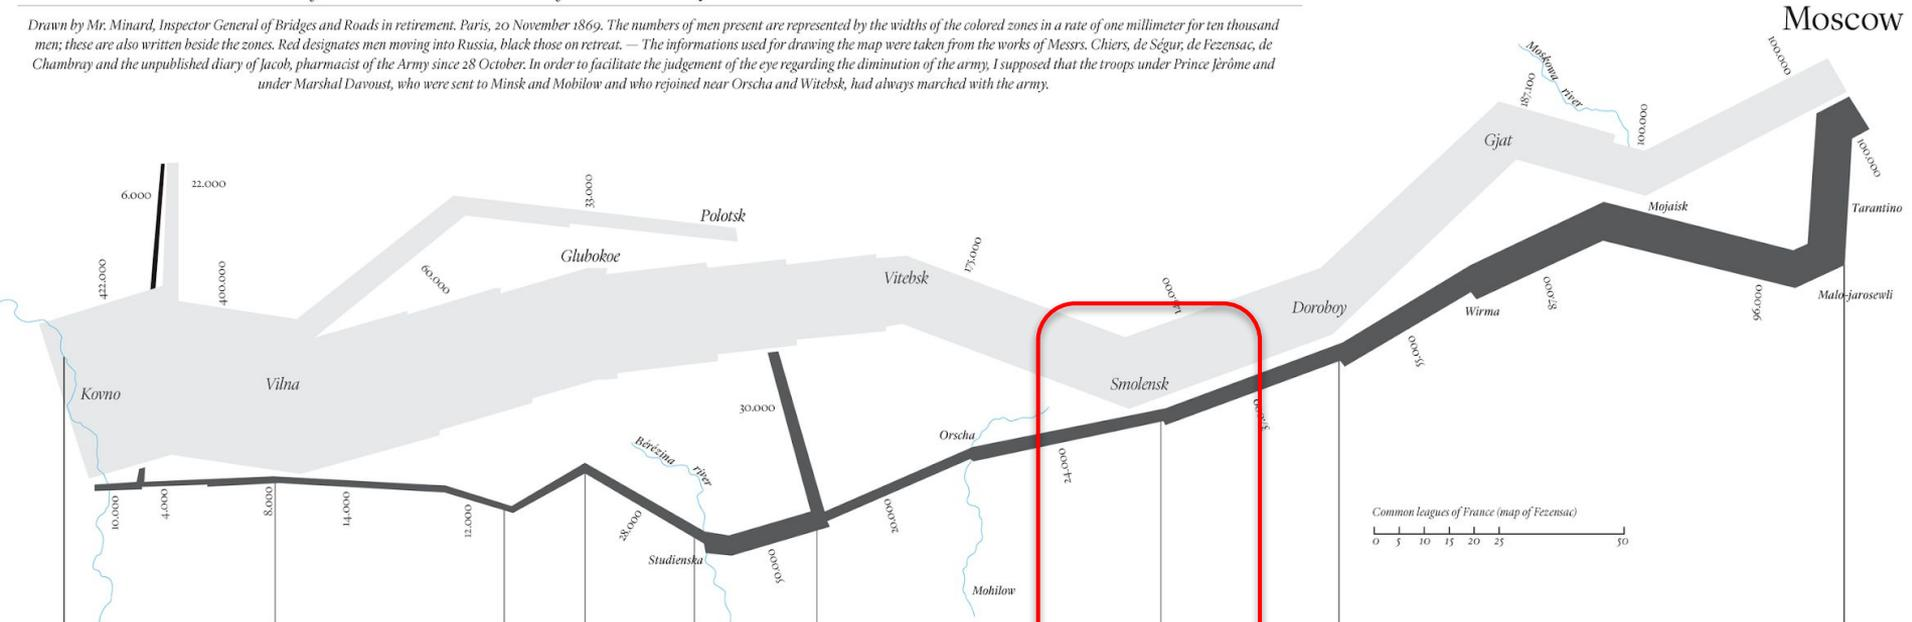 Moscow
Drawn by Mr. Minard, Inspector General of Bridges and Roads in retirement. Paris, 20 November 1869. The numbers of men present are represented by the widths of the colored zones in a rate of one millimeter for ten thousand
men; these are also written beside the zones. Red designates men moving into Russia, black those on retreat. — The informations used for drawing the map were taken from the works of Messrs. Chiers, de Ségur, de Fezensac, de
Chambray and the unpublished diary of Jacob, pharmacist of the Army since 28 October. In order to facilitate the judgement of the eye regarding the diminution of the army, I supposed that the troops under Prince Jèrôme and
under Marshal Davoust, who were sent to Minsk and Mobilow and who rejoined near Orscha and Witebsk, had always marched with the army.
100.000
Moskowa river
187.100
100.000
Gjat
100.000
6.000
22.000
33.000
Polotsk
Mojaisk
Tarantino
422.000
400.000
60.000
Glubokoe
Vitebsk
175.000
Doroboy
Wirma
87.000
96.000
Malo-jarosewli
55.000
Kovno
Vilna
Smolensk
30.000
Orscha
Bérézina river
24.000
10.000
4.000
8.000
14.000
12.000
28.000
Studienska
50.000
20.000
Mohilow
Common leagues of France (map of Fezensac)
0 5 10 15 20 25 50